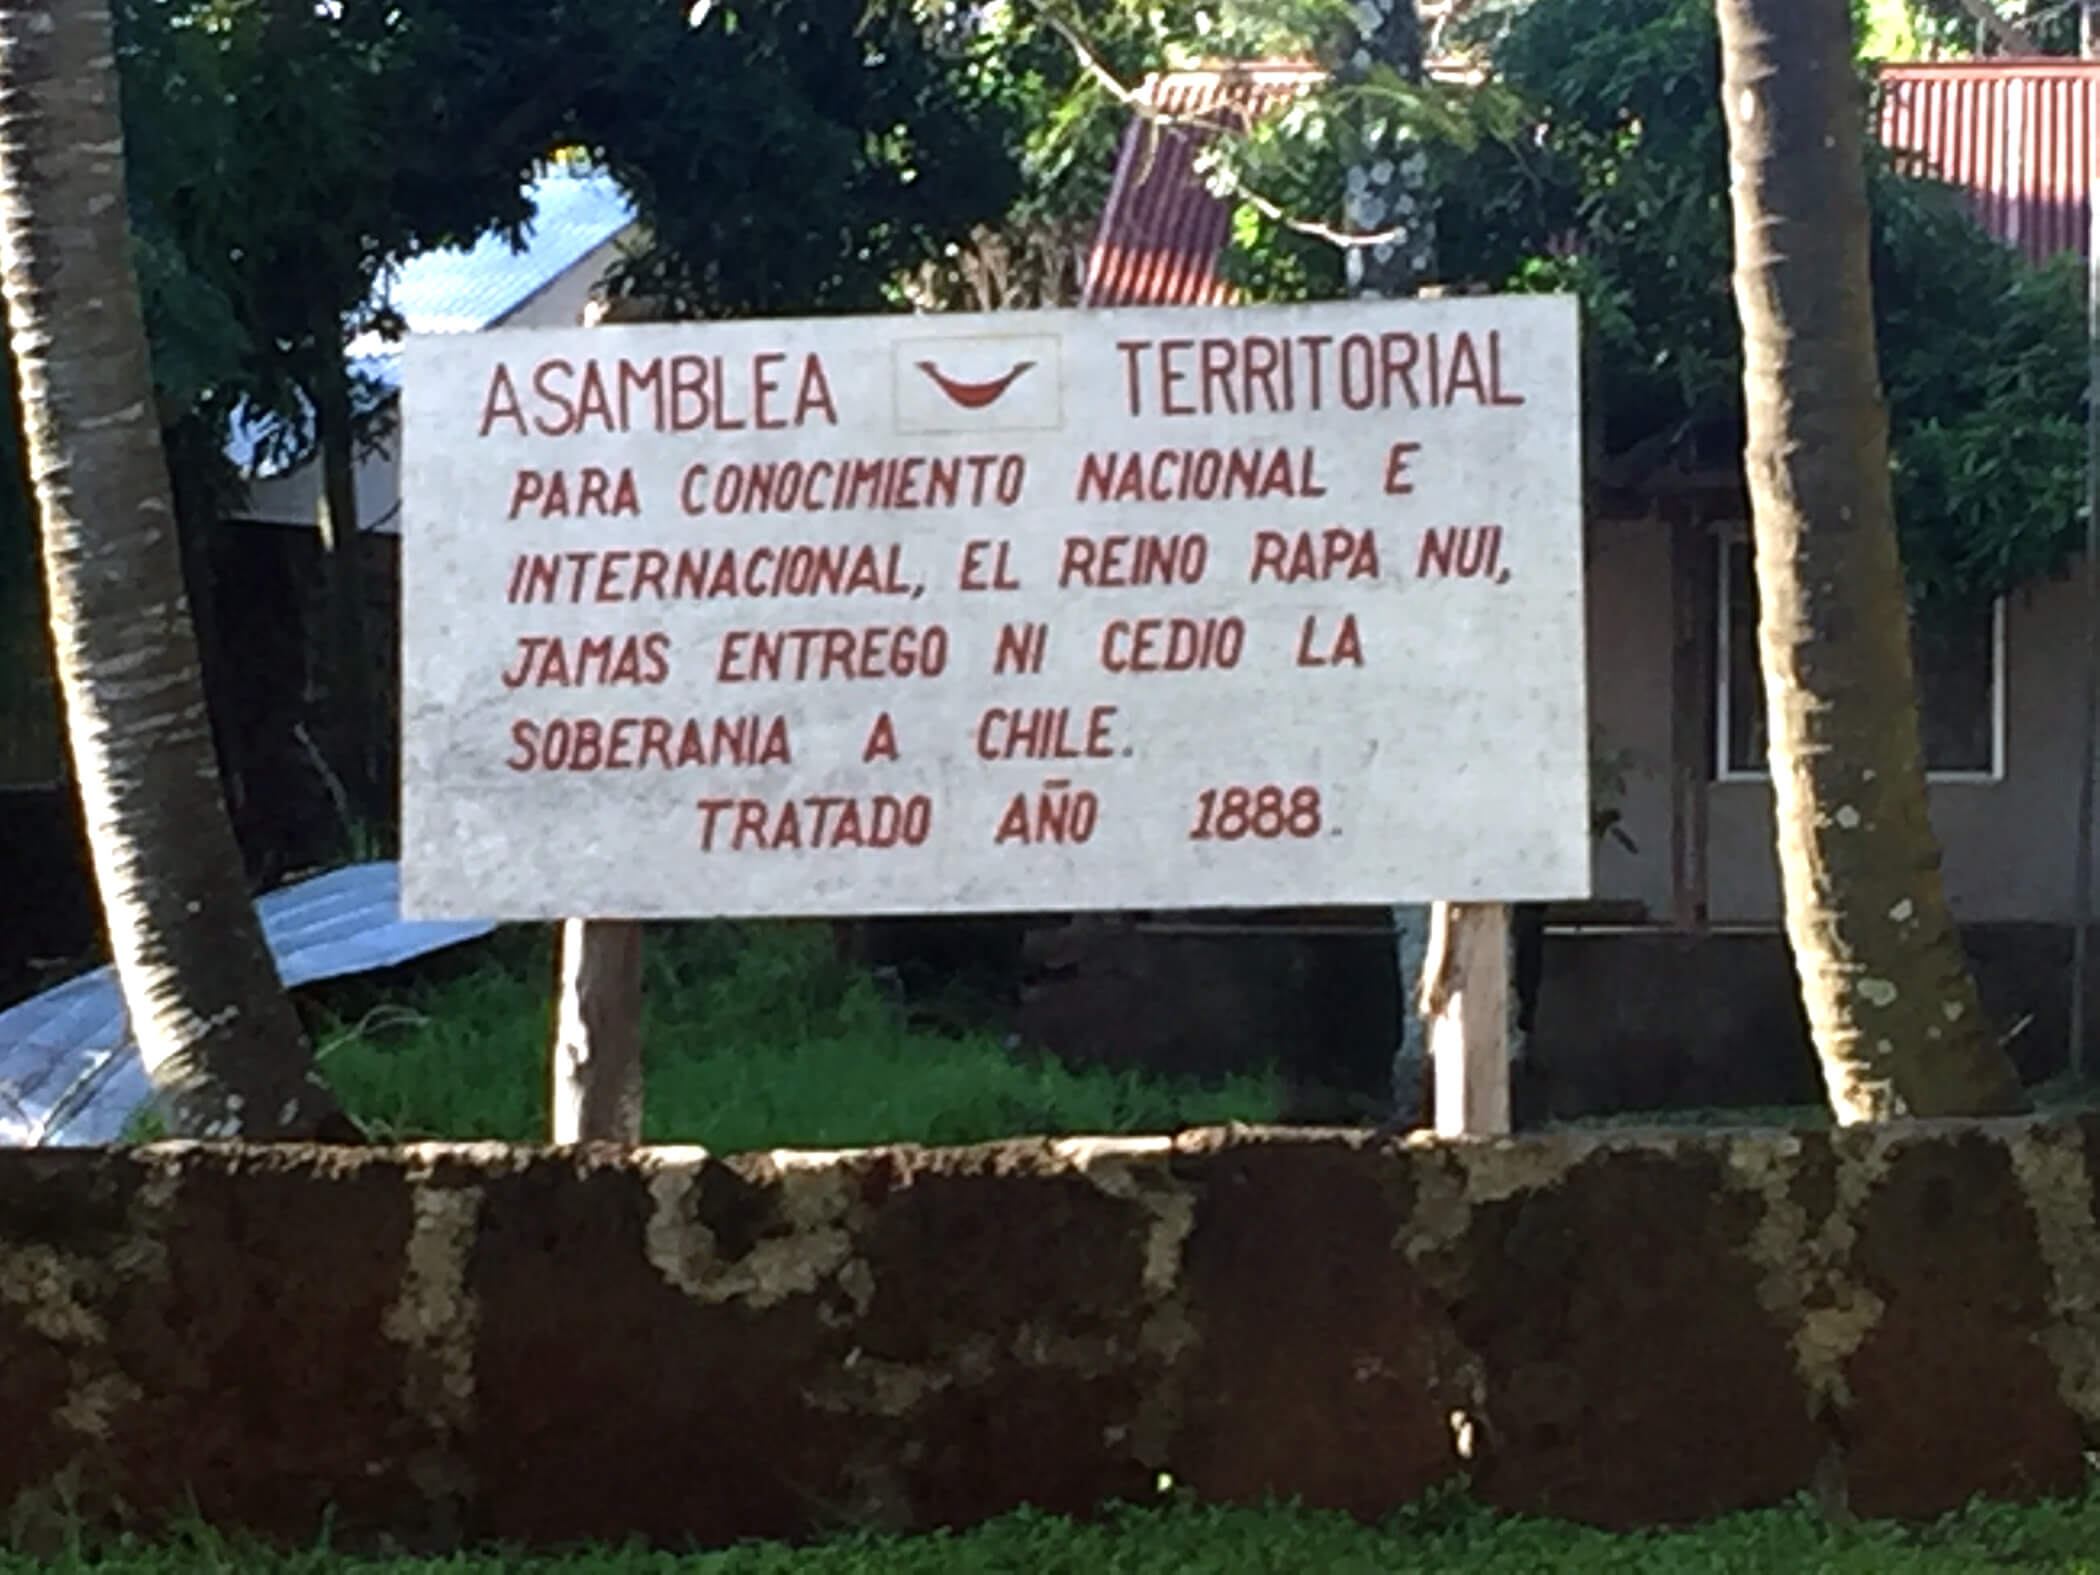 ASAMBLEA TERRITORIAL
PARA CONOCIMIENTO NACIONAL E
INTERNACIONAL, EL REINO RAPA NUI,
JAMAS ENTREGO NI CEDIO LA
SOBERANIA A CHILE.
TRATADO AÑO 1888.